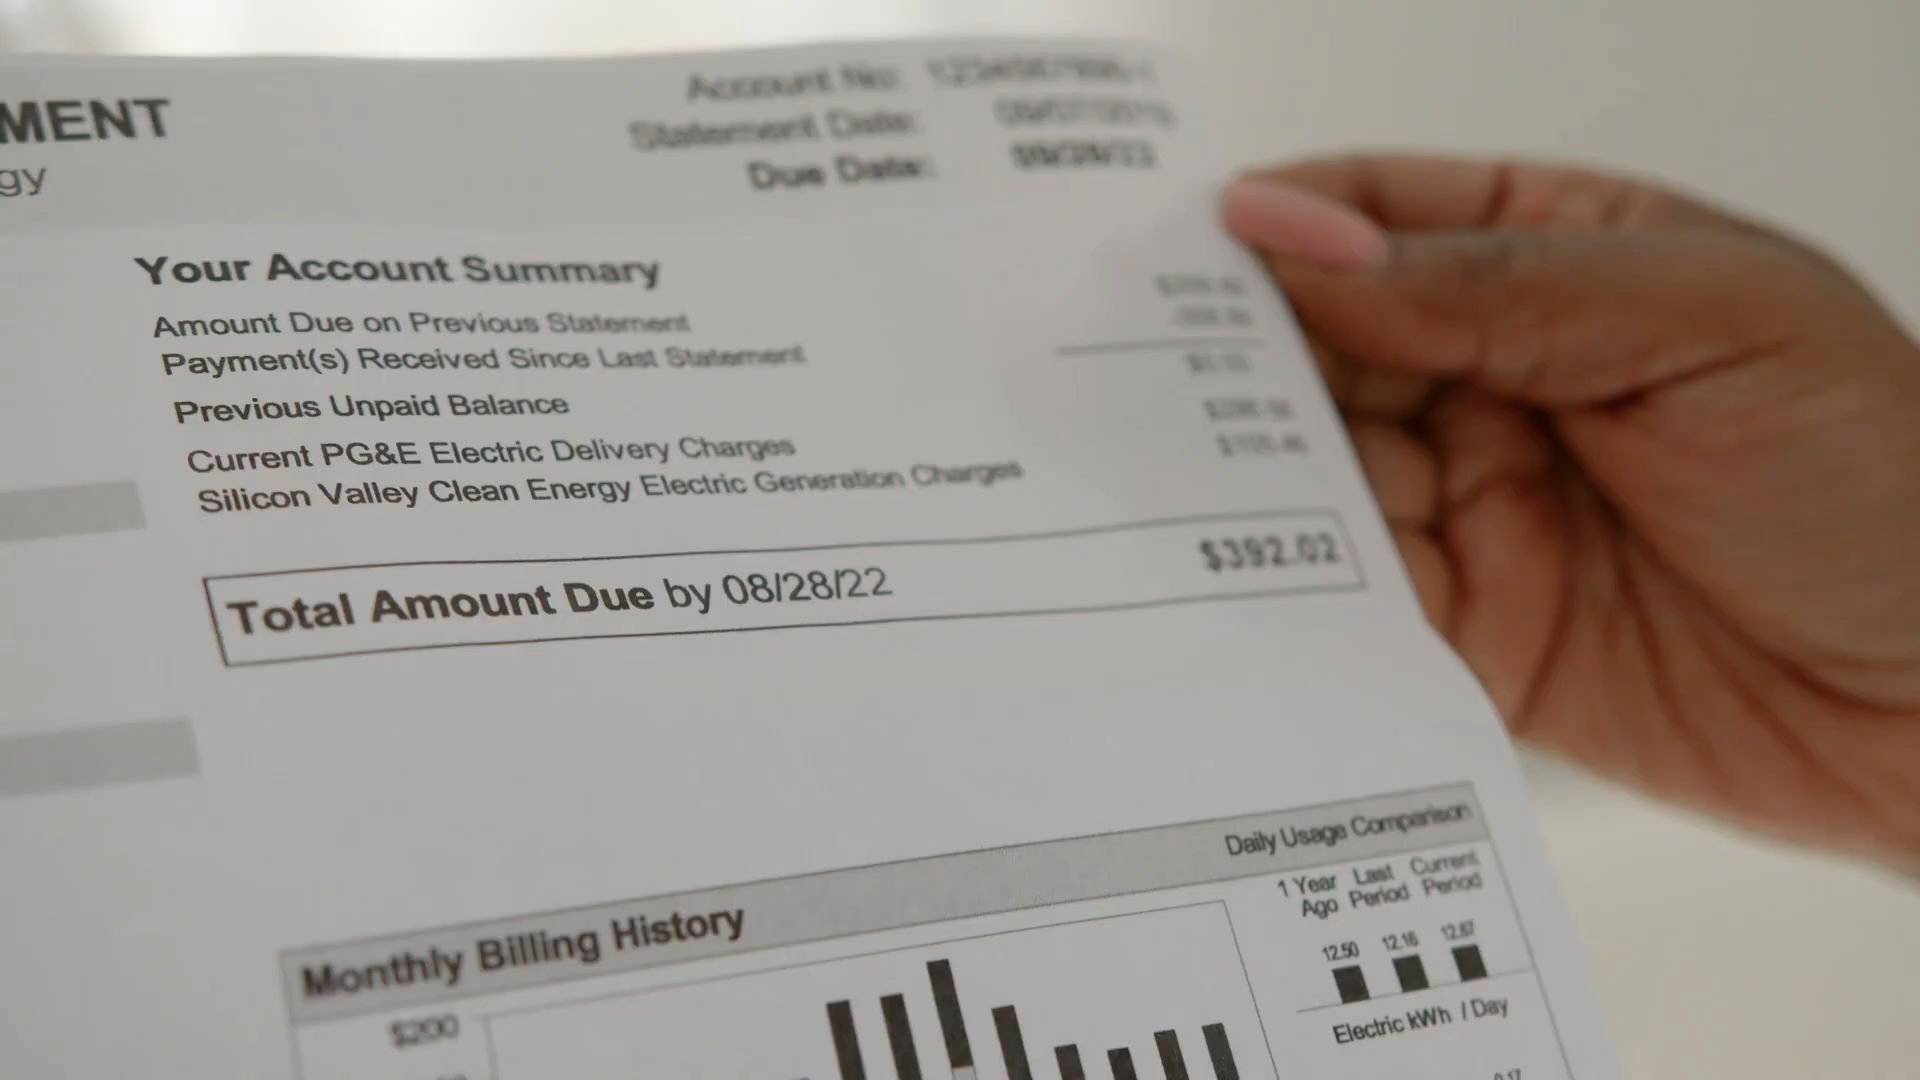 MENT
gy
Account No:
Statement Date:
Due Date:
Your Account Summary
Amount Due on Previous Statement
Payment(s) Received Since Last Statement
Previous Unpaid Balance
Current PG&E Electric Delivery Charges
Silicon Valley Clean Energy Electric Generation Charges
Total Amount Due by 08/28/22 $392.02
Monthly Billing History
Daily Usage Comparison
1 Year Ago Last Period Current Period
12.50 12.16 12.87
Electric kWh / Day
$200